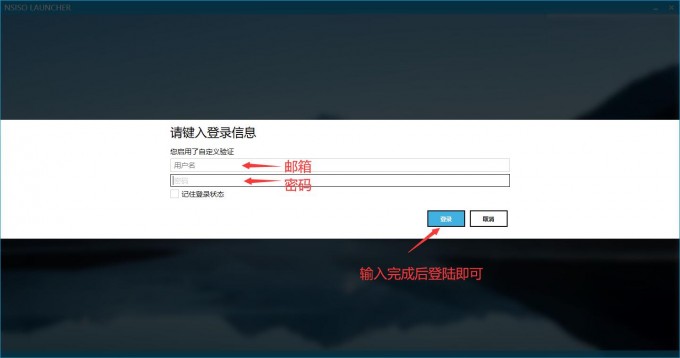 NSISO LAUNCHER
请键入登录信息
您启用了自定义验证
用户名
邮箱
密码
密码
记住登录状态
登录
取消
输入完成后登陆即可